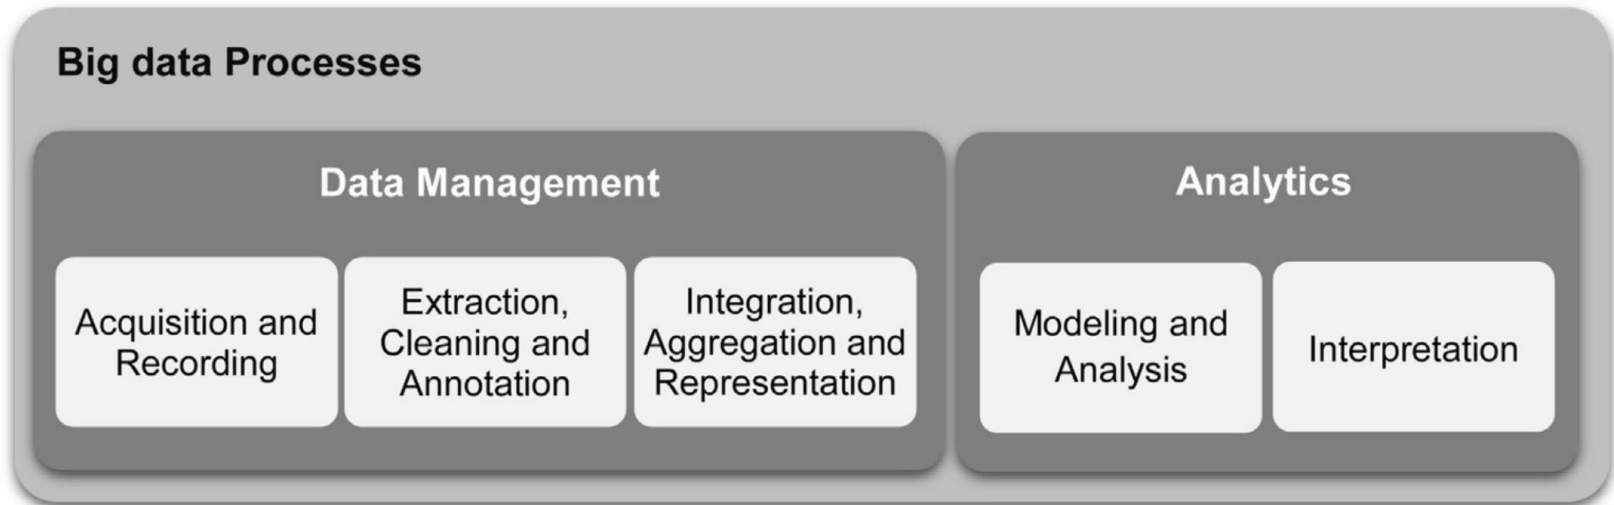 Big data Processes
Data Management
Acquisition and
Recording
Extraction,
Cleaning and
Annotation
Integration,
Aggregation and
Representation
Analytics
Modeling and
Analysis
Interpretation